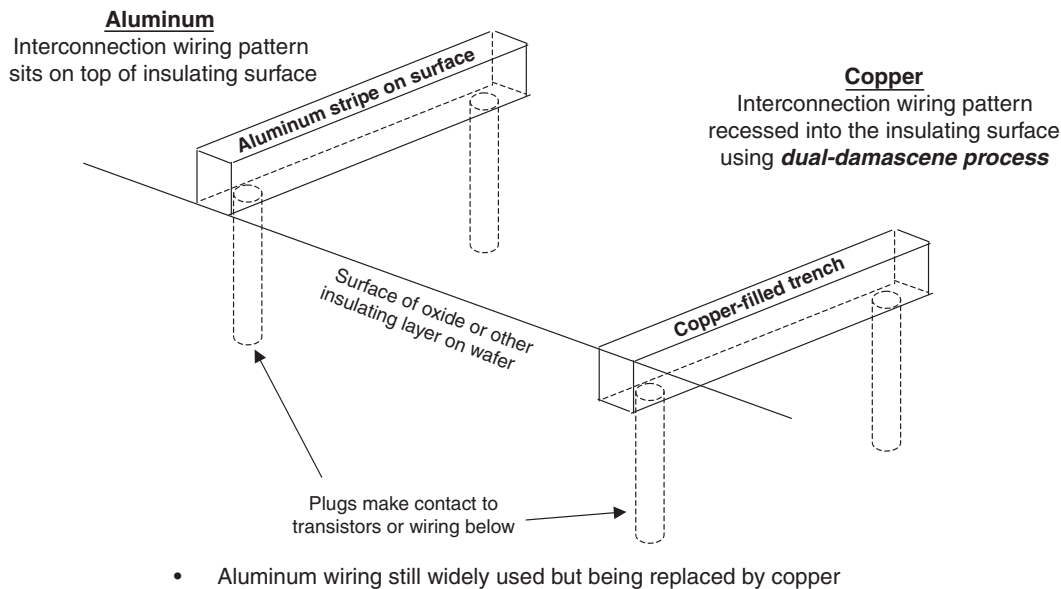 Aluminum
Interconnection wiring pattern
sits on top of insulating surface
Aluminum stripe on surface
Copper
Interconnection wiring pattern
recessed into the insulating surface
using dual-damascene process
Surface of oxide or other
insulating layer on wafer
Copper-filled trench
Plugs make contact to
transistors or wiring below
• Aluminum wiring still widely used but being replaced by copper